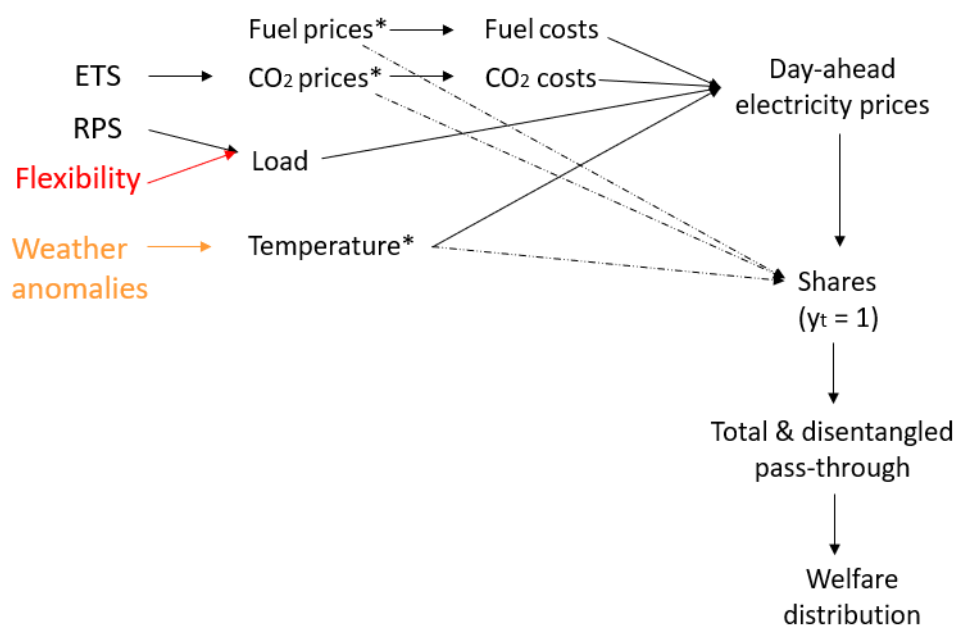 Fuel prices*
Fuel costs
ETS
CO2 prices*
CO2 costs
Day-ahead
electricity prices
RPS
Load
Flexibility
Weather
anomalies
Temperature*
Shares
(yt = 1)
Total & disentangled
pass-through
Welfare
distribution